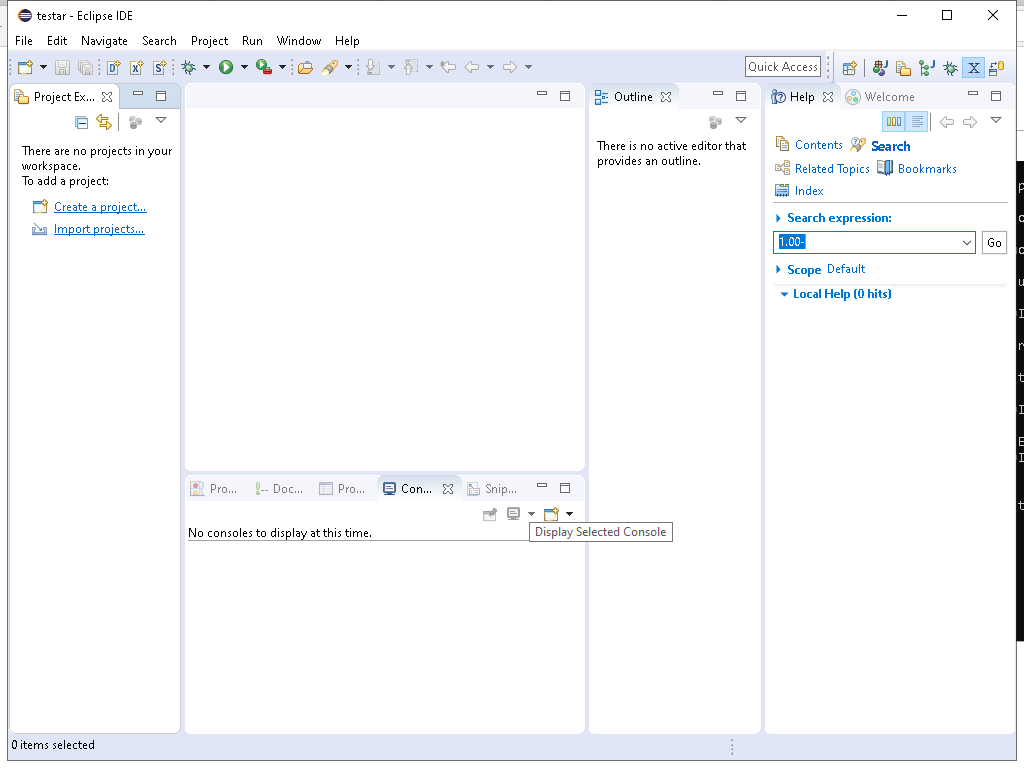 testar - Eclipse IDE
File Edit Navigate Search Project Run Window Help
Quick Access
Project Ex...
There are no projects in your
workspace.
To add a project:
Create a project...
Import projects...
Outline
There is no active editor that
provides an outline.
Help
Welcome
Contents
Search
Related Topics
Bookmarks
Index
Search expression:
1.00-
Go
Scope Default
Local Help (0 hits)
Pro...
Doc...
Pro...
Con...
Snip...
No consoles to display at this time.
Display Selected Console
0 items selected